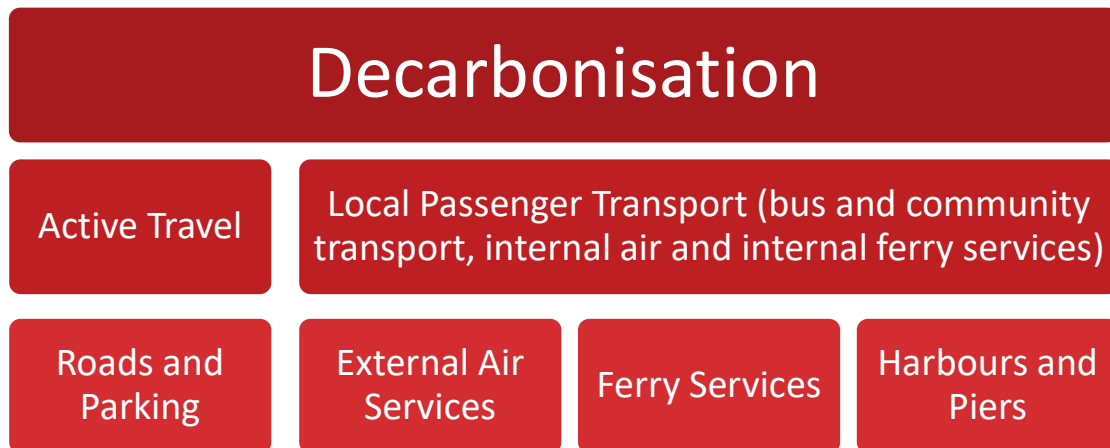 Decarbonisation
Active Travel
Local Passenger Transport (bus and community
transport, internal air and internal ferry services)
Roads and
Parking
External Air
Services
Ferry Services
Harbours and
Piers